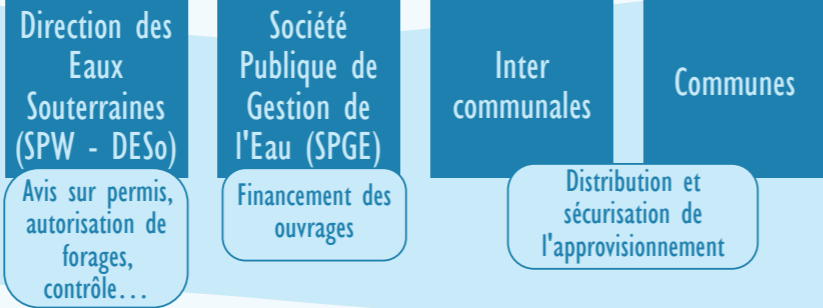 Direction des
Eaux
Souterraines
(SPW - DESo)
Avis sur permis,
autorisation de
forages,
contrôle...
Société
Publique de
Gestion de
l'Eau (SPGE)
Financement des
ouvrages
Inter
communales
Communes
Distribution et
sécurisation de
l'approvisionnement